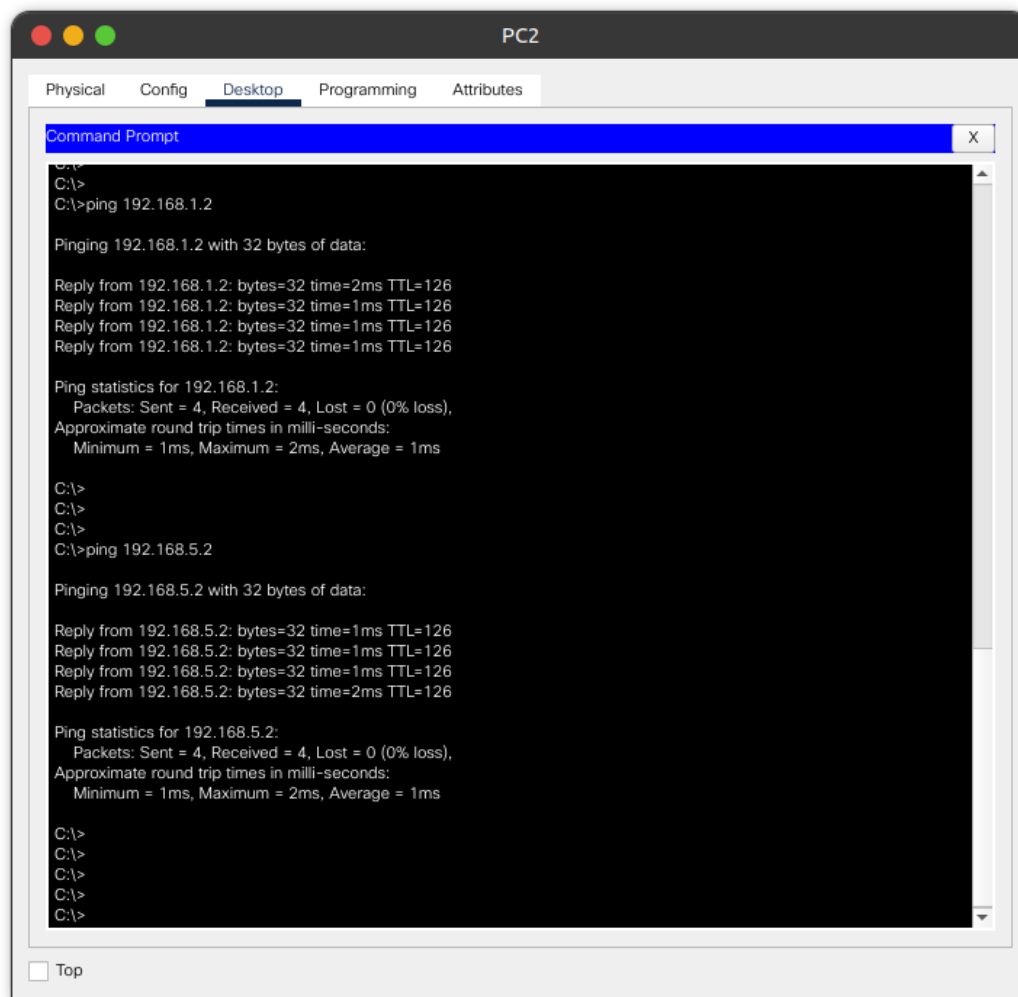 PC2
Physical Config Desktop Programming Attributes
Command Prompt X
C:\>
C:\>ping 192.168.1.2
Pinging 192.168.1.2 with 32 bytes of data:
Reply from 192.168.1.2: bytes=32 time=2ms TTL=126
Reply from 192.168.1.2: bytes=32 time=1ms TTL=126
Reply from 192.168.1.2: bytes=32 time=1ms TTL=126
Reply from 192.168.1.2: bytes=32 time=1ms TTL=126
Ping statistics for 192.168.1.2:
Packets: Sent = 4, Received = 4, Lost = 0 (0% loss),
Approximate round trip times in milli-seconds:
Minimum = 1ms, Maximum = 2ms, Average = 1ms
C:\>
C:\>
C:\>
C:\>ping 192.168.5.2
Pinging 192.168.5.2 with 32 bytes of data:
Reply from 192.168.5.2: bytes=32 time=1ms TTL=126
Reply from 192.168.5.2: bytes=32 time=1ms TTL=126
Reply from 192.168.5.2: bytes=32 time=1ms TTL=126
Reply from 192.168.5.2: bytes=32 time=2ms TTL=126
Ping statistics for 192.168.5.2:
Packets: Sent = 4, Received = 4, Lost = 0 (0% loss),
Approximate round trip times in milli-seconds:
Minimum = 1ms, Maximum = 2ms, Average = 1ms
C:\>
C:\>
C:\>
C:\>
C:\>
Top